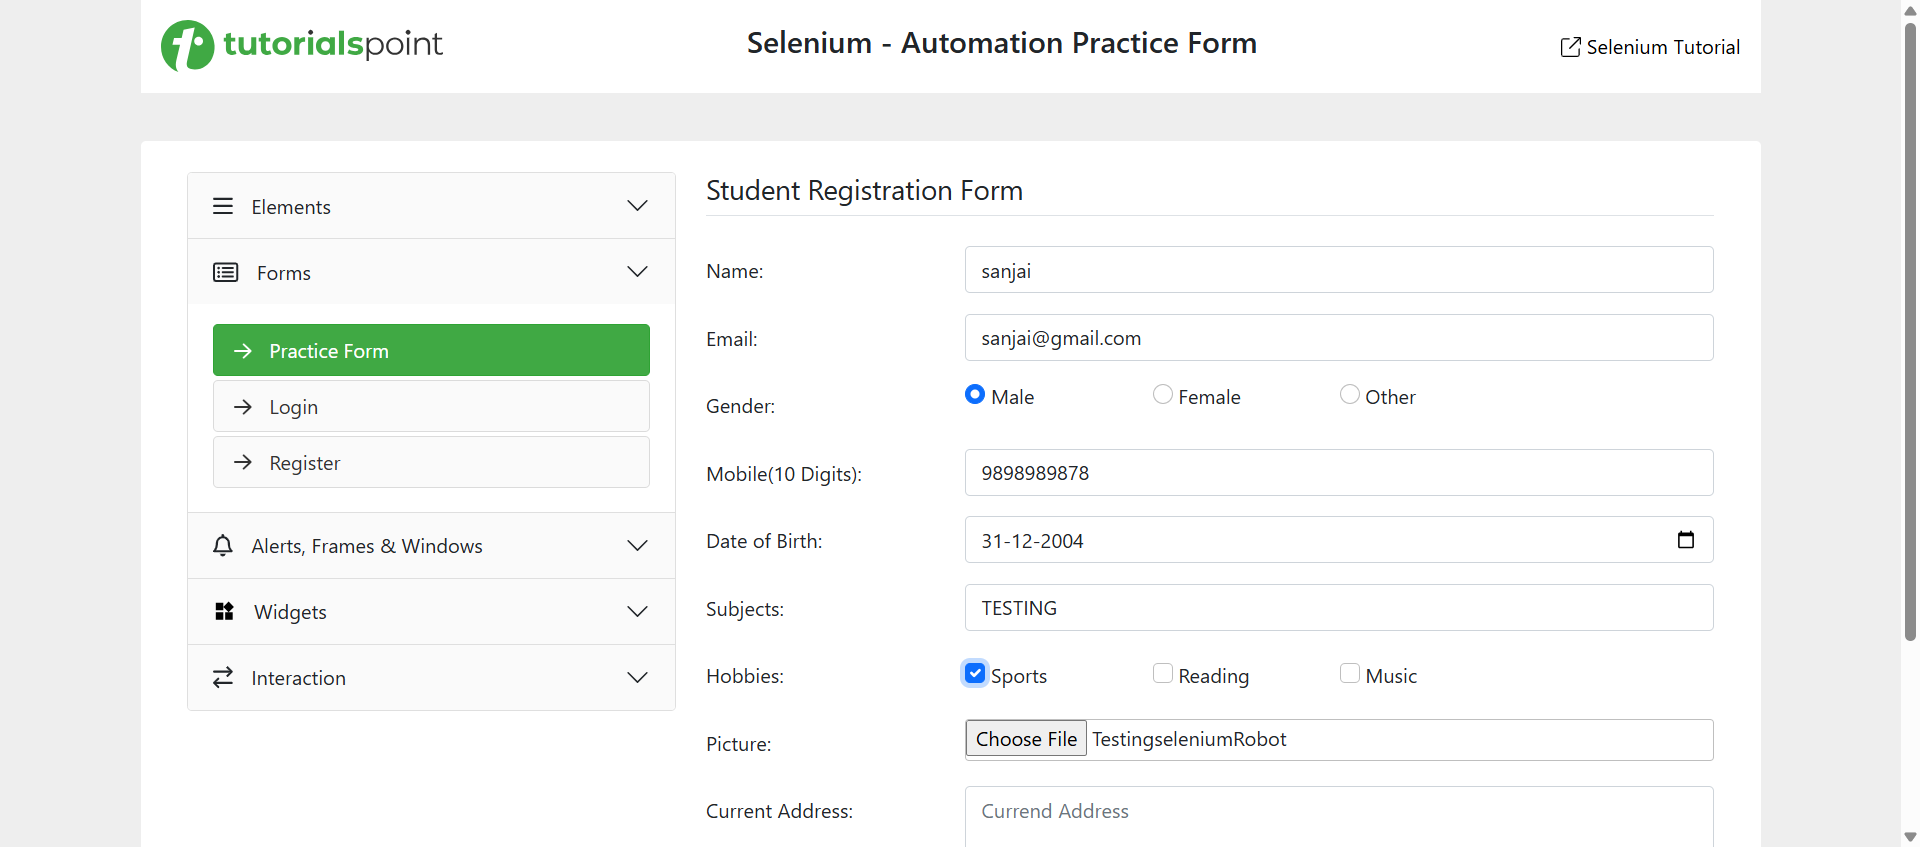 tutorialspoint
Selenium - Automation Practice Form
Selenium Tutorial
Elements
Forms
Practice Form
Login
Register
Alerts, Frames & Windows
Widgets
Interaction
Student Registration Form
Name: sanjai
Email: sanjai@gmail.com
Gender: Male Female Other
Mobile(10 Digits): 9898989878
Date of Birth: 31-12-2004
Subjects: TESTING
Hobbies: Sports Reading Music
Picture: Choose File TestingseleniumRobot
Current Address: Currend Address